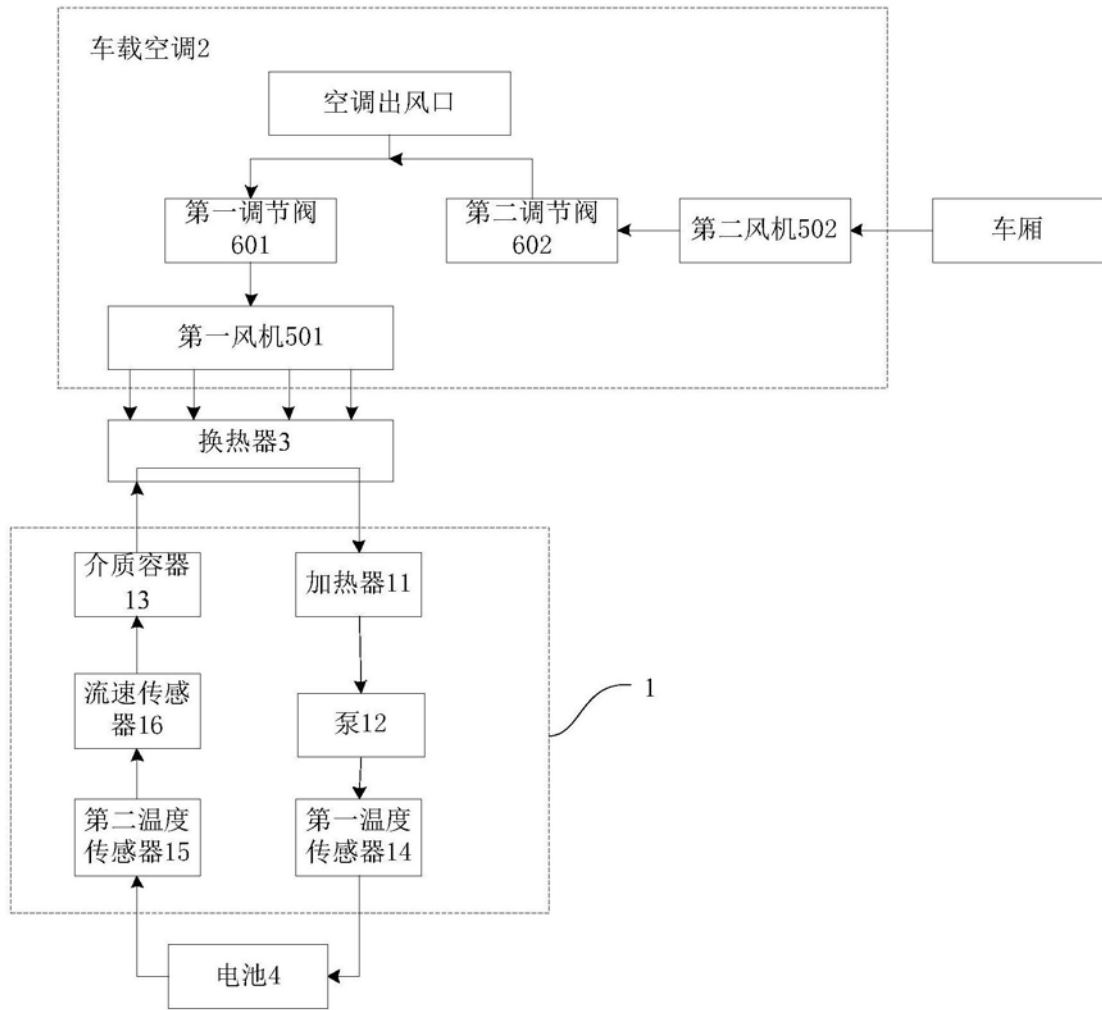 车载空调2
空调出风口
第一调节阀
601
第二调节阀
602
第二风机502
车厢
第一风机501
换热器3
介质容器
13
加热器11
流速传感
器16
泵12
1
第二温度
传感器15
第一温度
传感器14
电池4